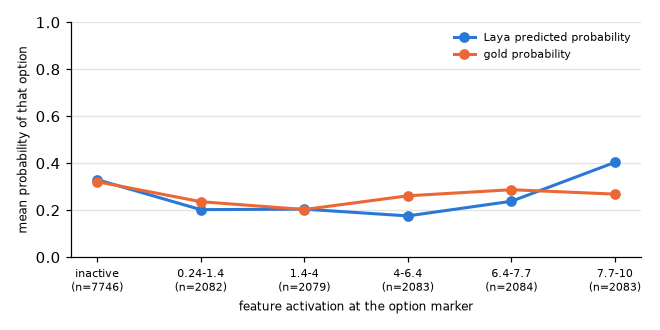 mean probability of that option
1.0
0.8
0.6
0.4
0.2
0.0
Laya predicted probability
gold probability
inactive
(n=7746)
0.24-1.4
(n=2082)
1.4-4
(n=2079)
4-6.4
(n=2083)
6.4-7.7
(n=2084)
7.7-10
(n=2083)
feature activation at the option marker